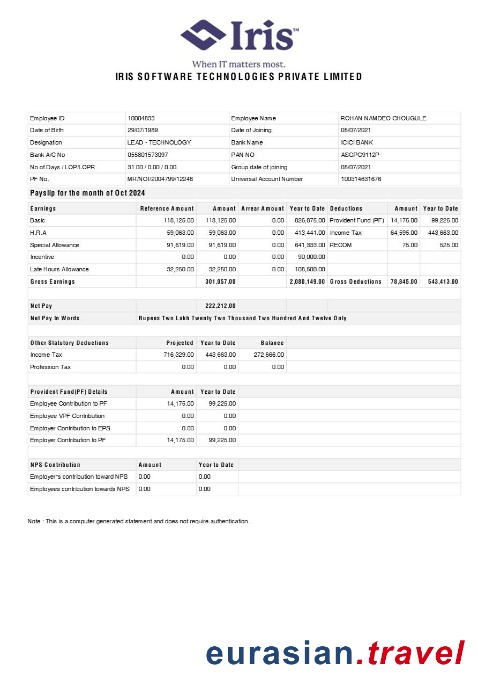 Iris™
When IT matters most.
IRIS SOFTWARE TECHNOLOGIES PRIVATE LIMITED
Employee ID 10004833 Employee Name ROHAN NAMDEO CHOUGULE
Date of Birth 29/07/1989 Date of Joining 05/07/2021
Designation LEAD - TECHNOLOGY Bank Name ICICI BANK
Bank A/C No 055801573097 PAN NO ASCPC9112P
No of Days / LOP/LOPR 31.00 / 0.00 / 0.00 Group date of joining 05/07/2021
PF No. MR/NOI/2004799/12246 Universal Account Number 100314631676
Payslip for the month of Oct 2024
Earnings Reference Amount Amount Arrear Amount Year to Date Deductions Amount Year to Date
Basic 118,125.00 118,125.00 0.00 826,875.00 Provident Fund (PF) 14,175.00 99,225.00
H.R.A 59,063.00 59,063.00 0.00 413,441.00 Income Tax 64,595.00 443,663.00
Special Allowance 91,619.00 91,619.00 0.00 641,333.00 RECOM 75.00 525.00
Incentive 0.00 0.00 0.00 90,000.00
Late Hours Allowance 32,250.00 32,250.00 0.00 108,500.00
Gross Earnings 301,057.00 2,080,149.00 Gross Deductions 78,845.00 543,413.00
Net Pay 222,212.00
Net Pay In Words Rupees Two Lakh Twenty Two Thousand Two Hundred And Twelve Only
Other Statutory Deductions Projected Year to Date Balance
Income Tax 716,329.00 443,663.00 272,666.00
Profession Tax 0.00 0.00 0.00
Provident Fund(PF) Details Amount Year to Date
Employee Contribution to PF 14,175.00 99,225.00
Employee VPF Contribution 0.00 0.00
Employer Contribution to EPS 0.00 0.00
Employer Contribution to PF 14,175.00 99,225.00
NPS Contribution Amount Year to Date
Employer's contribution toward NPS 0.00 0.00
Employees contribution towards NPS 0.00 0.00
Note : This is a computer generated statement and does not require authentication.
eurasian.travel